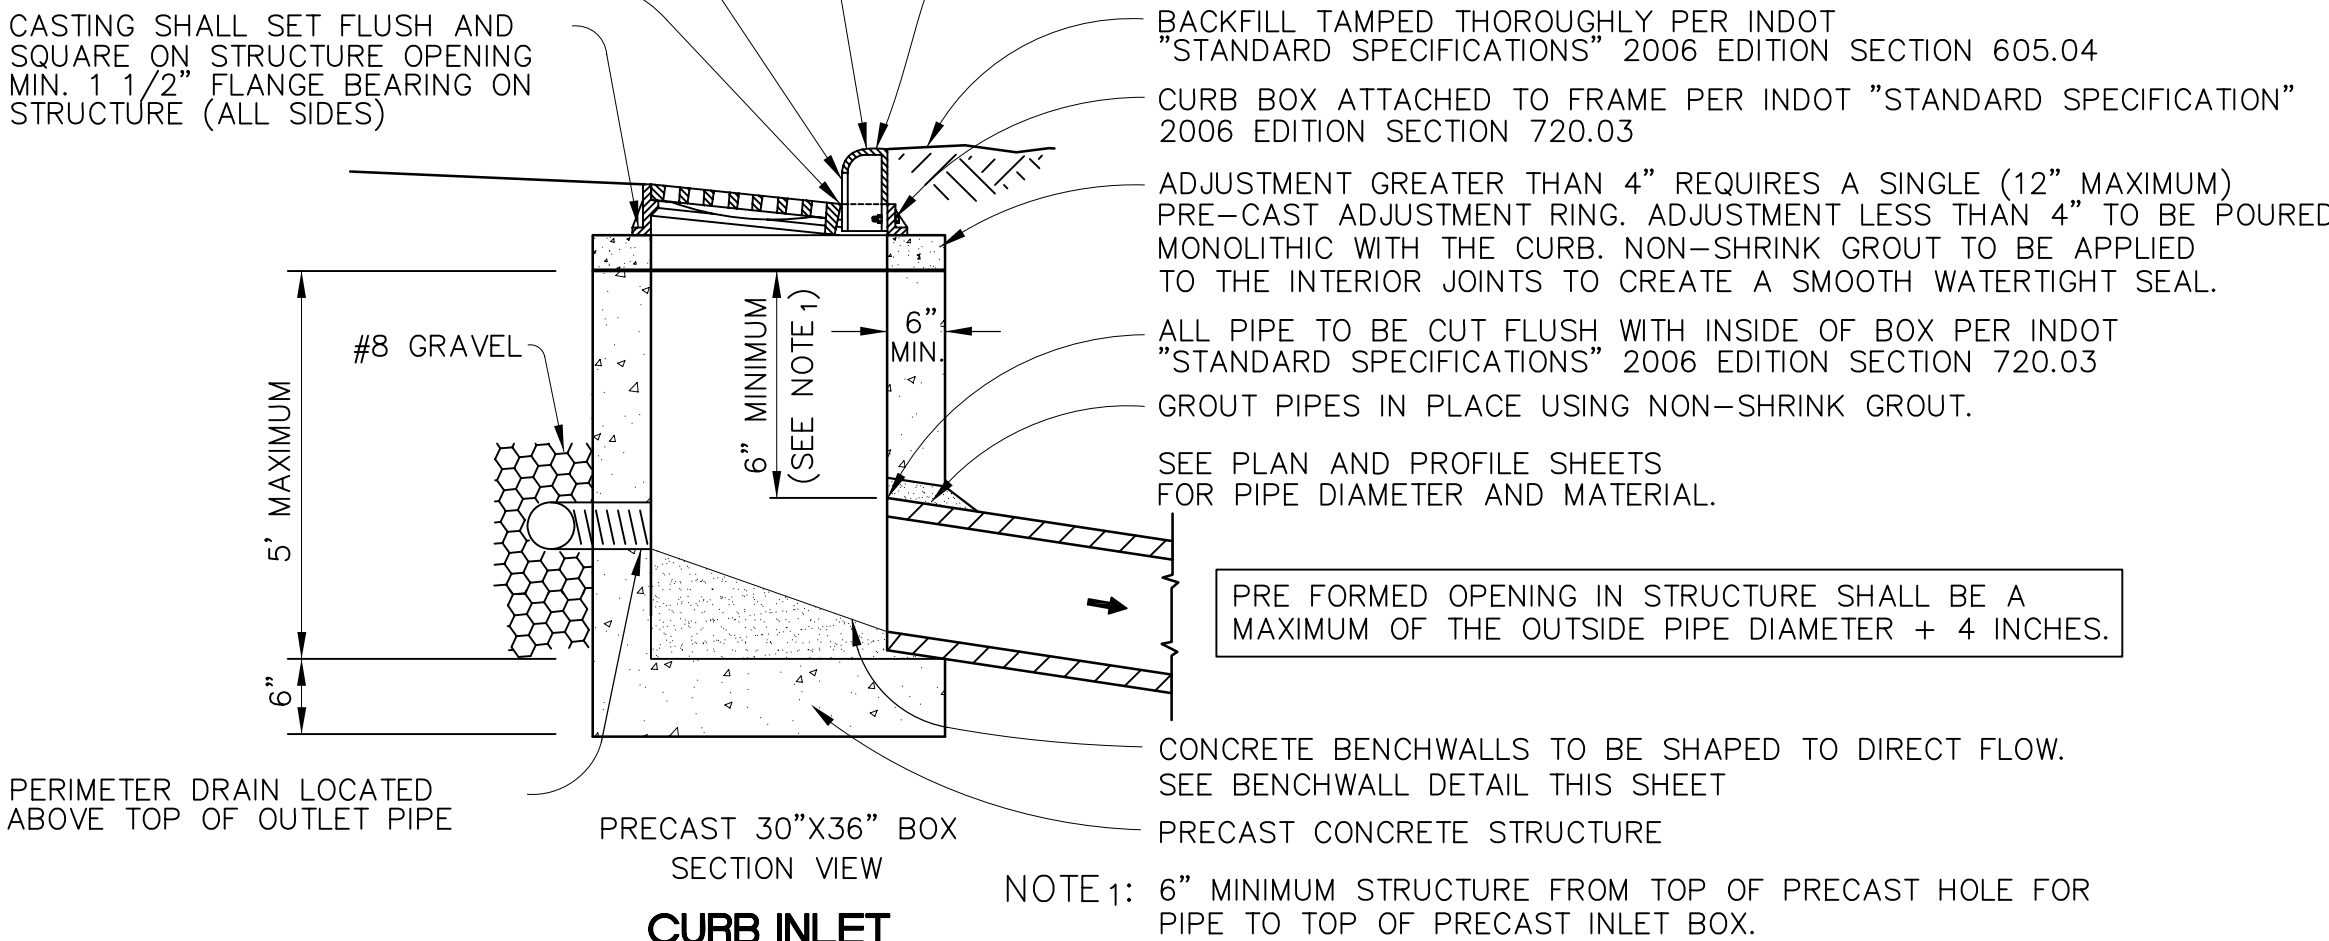 CASTING SHALL SET FLUSH AND
SQUARE ON STRUCTURE OPENING
MIN. 1 1/2" FLANGE BEARING ON
STRUCTURE (ALL SIDES)
BACKFILL TAMPED THOROUGHLY PER INDOT
"STANDARD SPECIFICATIONS" 2006 EDITION SECTION 605.04
CURB BOX ATTACHED TO FRAME PER INDOT "STANDARD SPECIFICATION"
2006 EDITION SECTION 720.03
ADJUSTMENT GREATER THAN 4" REQUIRES A SINGLE (12" MAXIMUM)
PRE-CAST ADJUSTMENT RING. ADJUSTMENT LESS THAN 4" TO BE POURED
MONOLITHIC WITH THE CURB. NON-SHRINK GROUT TO BE APPLIED
TO THE INTERIOR JOINTS TO CREATE A SMOOTH WATERTIGHT SEAL.
#8 GRAVEL
5' MAXIMUM
6"
6" MINIMUM
(SEE NOTE 1)
6"
MIN.
ALL PIPE TO BE CUT FLUSH WITH INSIDE OF BOX PER INDOT
"STANDARD SPECIFICATIONS" 2006 EDITION SECTION 720.03
GROUT PIPES IN PLACE USING NON-SHRINK GROUT.
SEE PLAN AND PROFILE SHEETS
FOR PIPE DIAMETER AND MATERIAL.
PRE FORMED OPENING IN STRUCTURE SHALL BE A
MAXIMUM OF THE OUTSIDE PIPE DIAMETER + 4 INCHES.
PERIMETER DRAIN LOCATED
ABOVE TOP OF OUTLET PIPE
CONCRETE BENCHWALLS TO BE SHAPED TO DIRECT FLOW.
SEE BENCHWALL DETAIL THIS SHEET
PRECAST CONCRETE STRUCTURE
PRECAST 30"X36" BOX
SECTION VIEW
CURB INLET
NOTE 1: 6" MINIMUM STRUCTURE FROM TOP OF PRECAST HOLE FOR
PIPE TO TOP OF PRECAST INLET BOX.